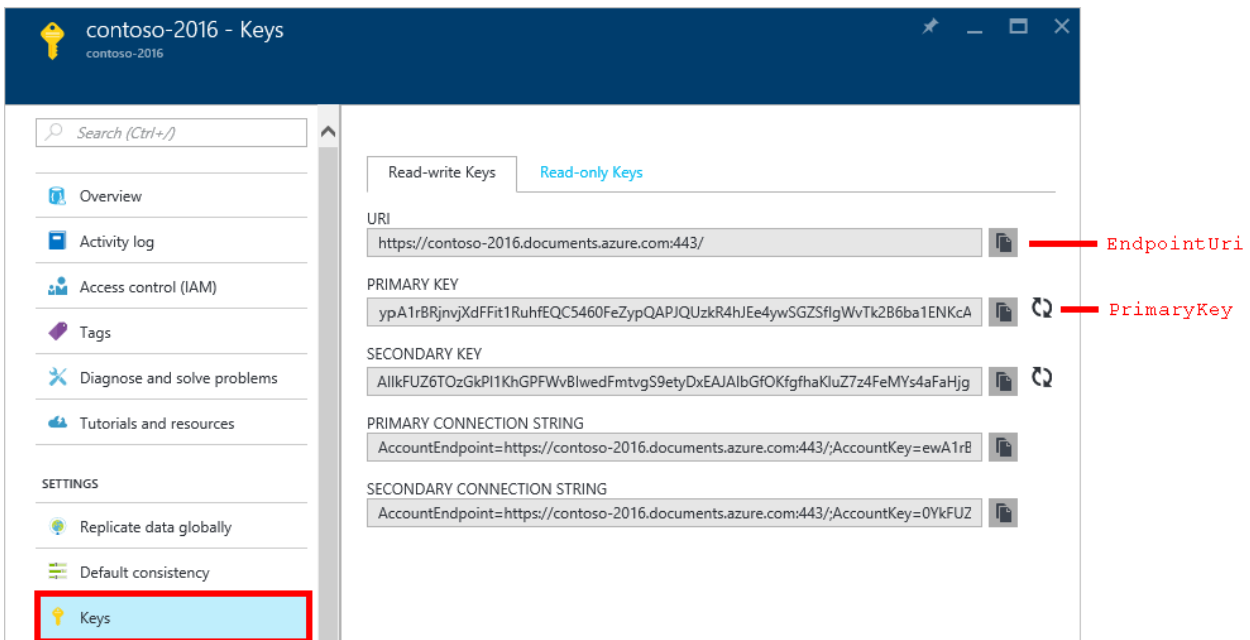 contoso-2016 - Keys
contoso-2016
Search (Ctrl+/)
Overview
Activity log
Access control (IAM)
Tags
Diagnose and solve problems
Tutorials and resources
SETTINGS
Replicate data globally
Default consistency
Keys
Read-write Keys Read-only Keys
URI
https://contoso-2016.documents.azure.com:443/ EndpointUri
PRIMARY KEY
ypA1rBRjnvjXdFFit1RuhfEQC5460FeZypQAPJQUzkR4hJEe4ywSGZSfIgWvTk2B6ba1ENKcA PrimaryKey
SECONDARY KEY
AIlkFUZ6TOzGkPI1KhGPFWvBlwedFmtvgS9etyDxEAJAIbGfOKfgfhaKluZ7z4FeMYs4aFaHjg
PRIMARY CONNECTION STRING
AccountEndpoint=https://contoso-2016.documents.azure.com:443/;AccountKey=ewA1rB
SECONDARY CONNECTION STRING
AccountEndpoint=https://contoso-2016.documents.azure.com:443/;AccountKey=0YkFUZ